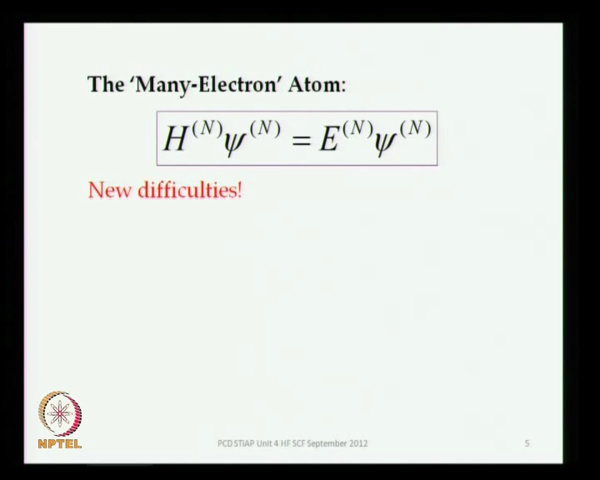 The 'Many-Electron' Atom:
H^(N) ψ^(N) = E^(N) ψ^(N)
New difficulties!
NPTEL
PCD STIAP Unit 4 HF SCF September 2012
5